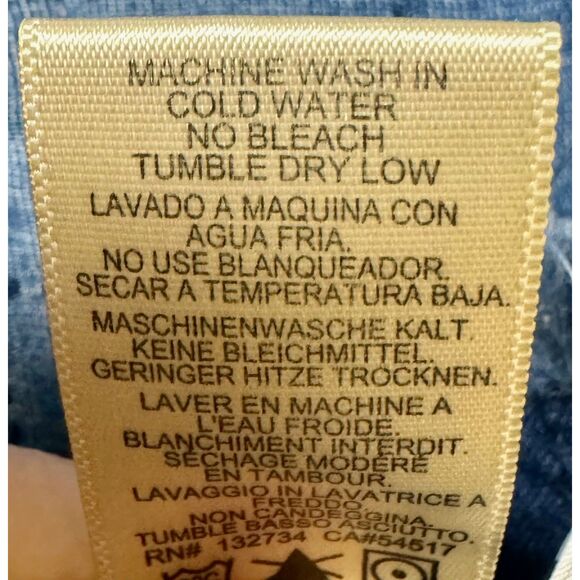 MACHINE WASH IN
COLD WATER
NO BLEACH
TUMBLE DRY LOW
LAVADO A MAQUINA CON
AGUA FRIA.
NO USE BLANQUEADOR.
SECAR A TEMPERATURA BAJA.
MASCHINENWASCHE KALT.
KEINE BLEICHMITTEL.
GERINGER HITZE TROCKNEN.
LAVER EN MACHINE A
L'EAU FROIDE.
BLANCHIMENT INTERDIT.
SÉCHAGE MODÉRÉ
EN TAMBOUR.
LAVAGGIO IN LAVATRICE A
FREDDO.
NON CANDEGGINA.
TUMBLE BASSO ASCIUTTO.
RN# 132734 CA#54517